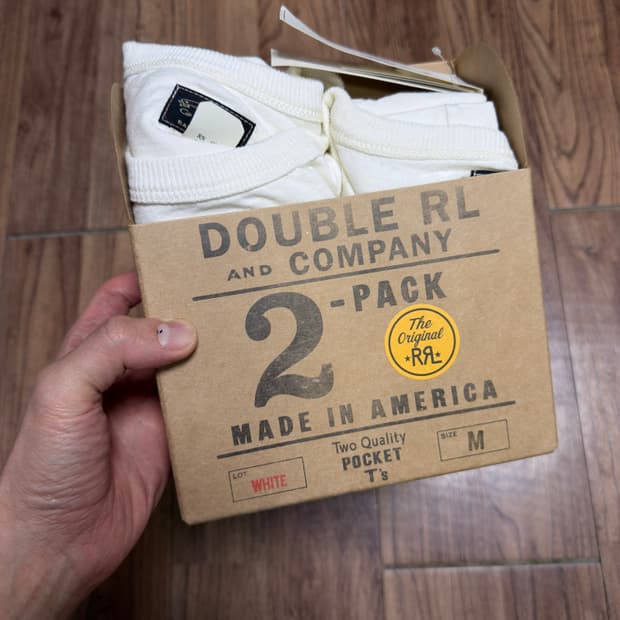 DOUBLE RL
AND COMPANY
2-PACK
The
Original
RRL
MADE IN AMERICA
Two Quality
POCKET
T's
LOT
WHITE
SIZE
M